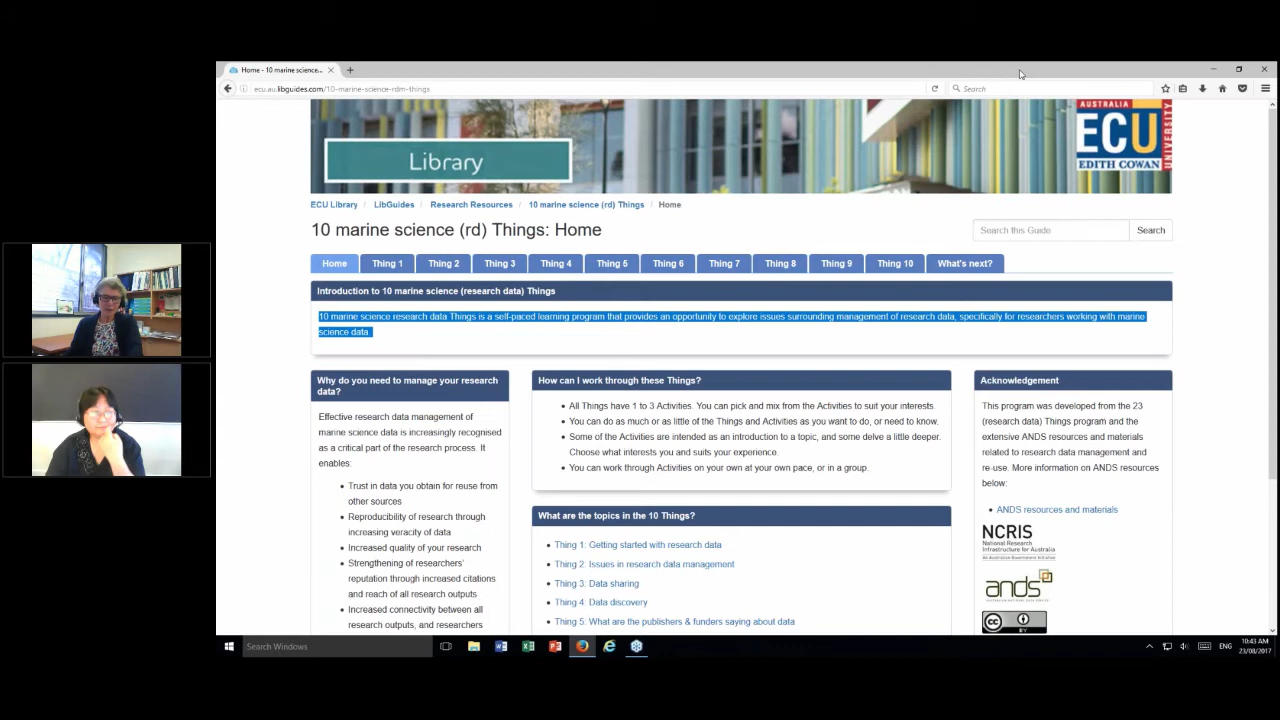 Home - 10 marine science...
ecu.au.libguides.com/10-marine-science-rdm-things
Search
Library
AUSTRALIA
ECU
EDITH COWAN
UNIVERSITY
ECU Library / LibGuides / Research Resources / 10 marine science (rd) Things / Home
10 marine science (rd) Things: Home
Search this Guide
Search
Home
Thing 1
Thing 2
Thing 3
Thing 4
Thing 5
Thing 6
Thing 7
Thing 8
Thing 9
Thing 10
What's next?
Introduction to 10 marine science (research data) Things
10 marine science research data Things is a self-paced learning program that provides an opportunity to explore issues surrounding management of research data, specifically for researchers working with marine
science data.
Why do you need to manage your research
data?
Effective research data management of
marine science data is increasingly recognised
as a critical part of the research process. It
enables:
Trust in data you obtain for reuse from
other sources
Reproducibility of research through
increasing veracity of data
Increased quality of your research
Strengthening of researchers'
reputation through increased citations
and reach of all research outputs
Increased connectivity between all
research outputs, and researchers
How can I work through these Things?
All Things have 1 to 3 Activities. You can pick and mix from the Activities to suit your interests.
You can do as much or as little of the Things and Activities as you want to do, or need to know.
Some of the Activities are intended as an introduction to a topic, and some delve a little deeper.
Choose what interests you and suits your experience.
You can work through Activities on your own at your own pace, or in a group.
What are the topics in the 10 Things?
Thing 1: Getting started with research data
Thing 2: Issues in research data management
Thing 3: Data sharing
Thing 4: Data discovery
Thing 5: What are the publishers & funders saying about data
Acknowledgement
This program was developed from the 23
(research data) Things program and the
extensive ANDS resources and materials
related to research data management and
re-use. More information on ANDS resources
below:
ANDS resources and materials
NCRIS
National Research
Infrastructure for Australia
An Australian Government Initiative
ands
cc
BY
Search Windows
ENG
10:43 AM
23/08/2017